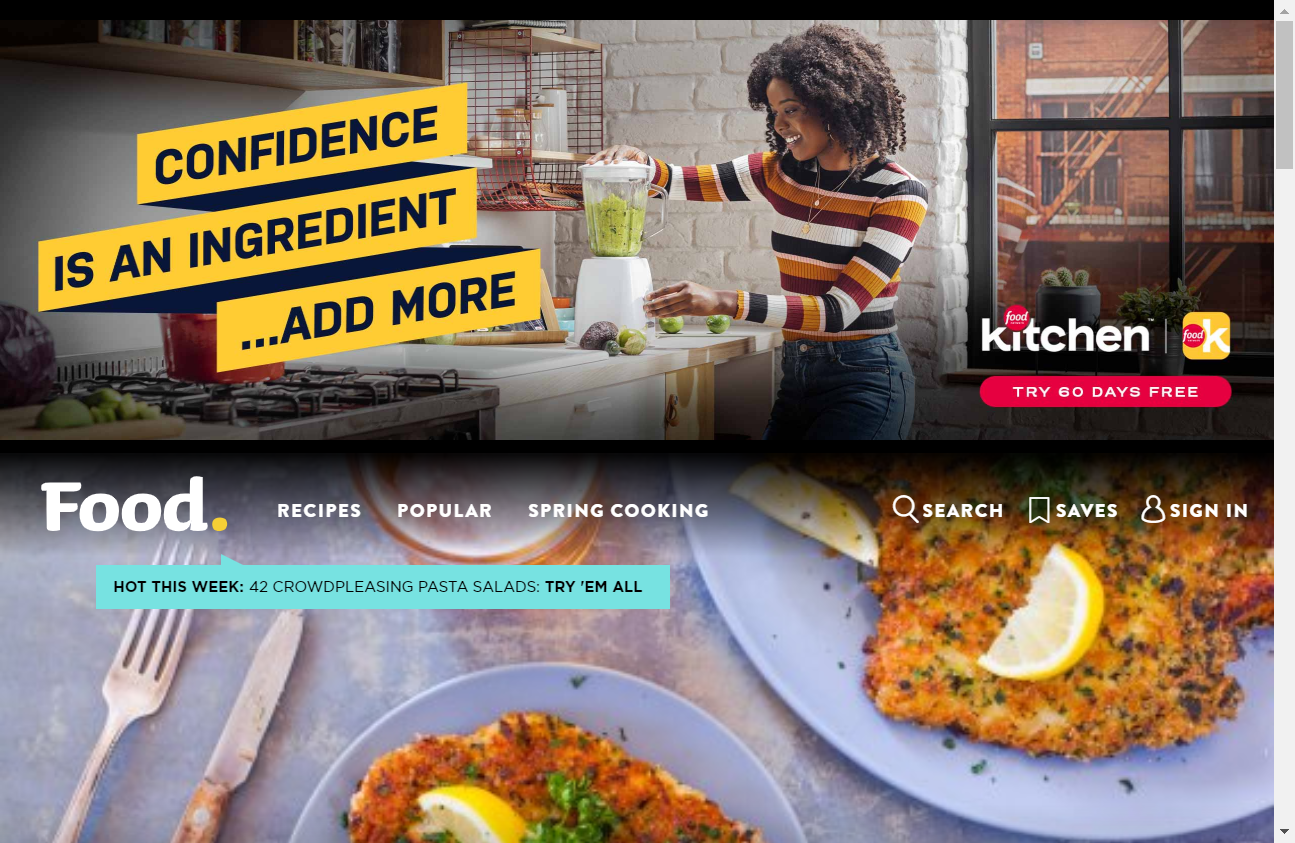 CONFIDENCE
IS AN INGREDIENT
...ADD MORE
food
kitchen™ | food k
TRY 60 DAYS FREE
Food. RECIPES POPULAR SPRING COOKING SEARCH SAVES SIGN IN
HOT THIS WEEK: 42 CROWDPLEASING PASTA SALADS: TRY 'EM ALL